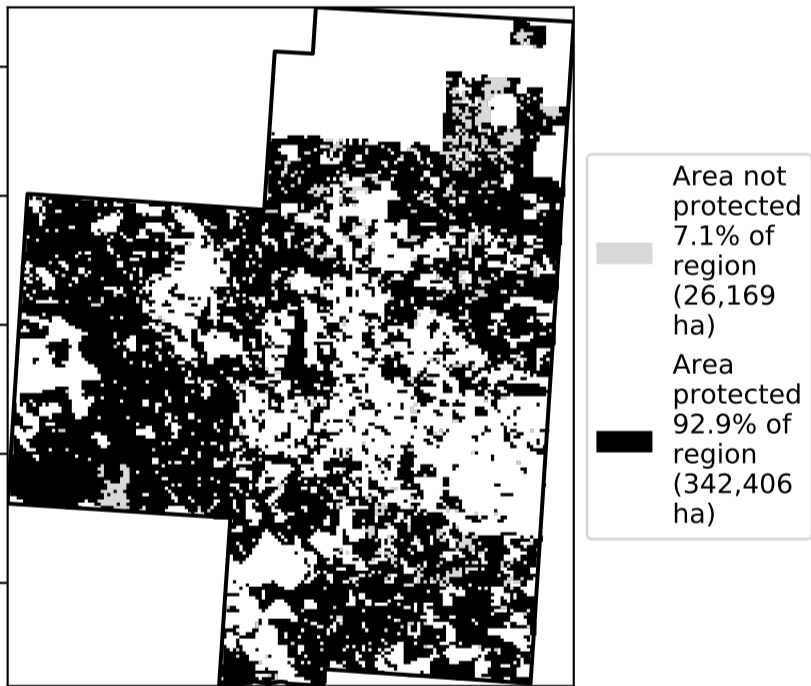 Area not
protected
7.1% of
region
(26,169
ha)
Area
protected
92.9% of
region
(342,406
ha)